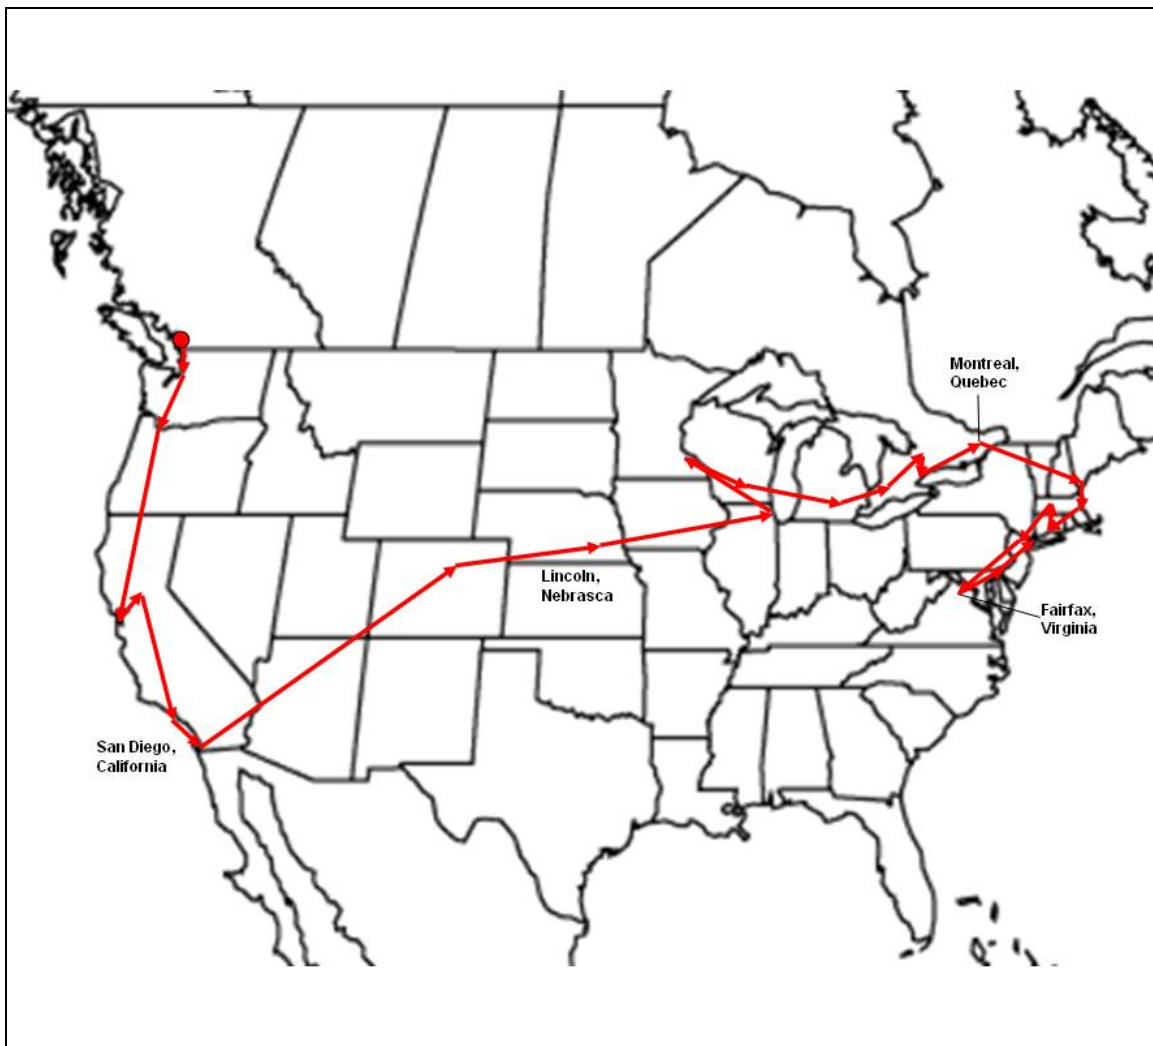 Montreal,
Quebec
Lincoln,
Nebrasca
Fairfax,
Virginia
San Diego,
California